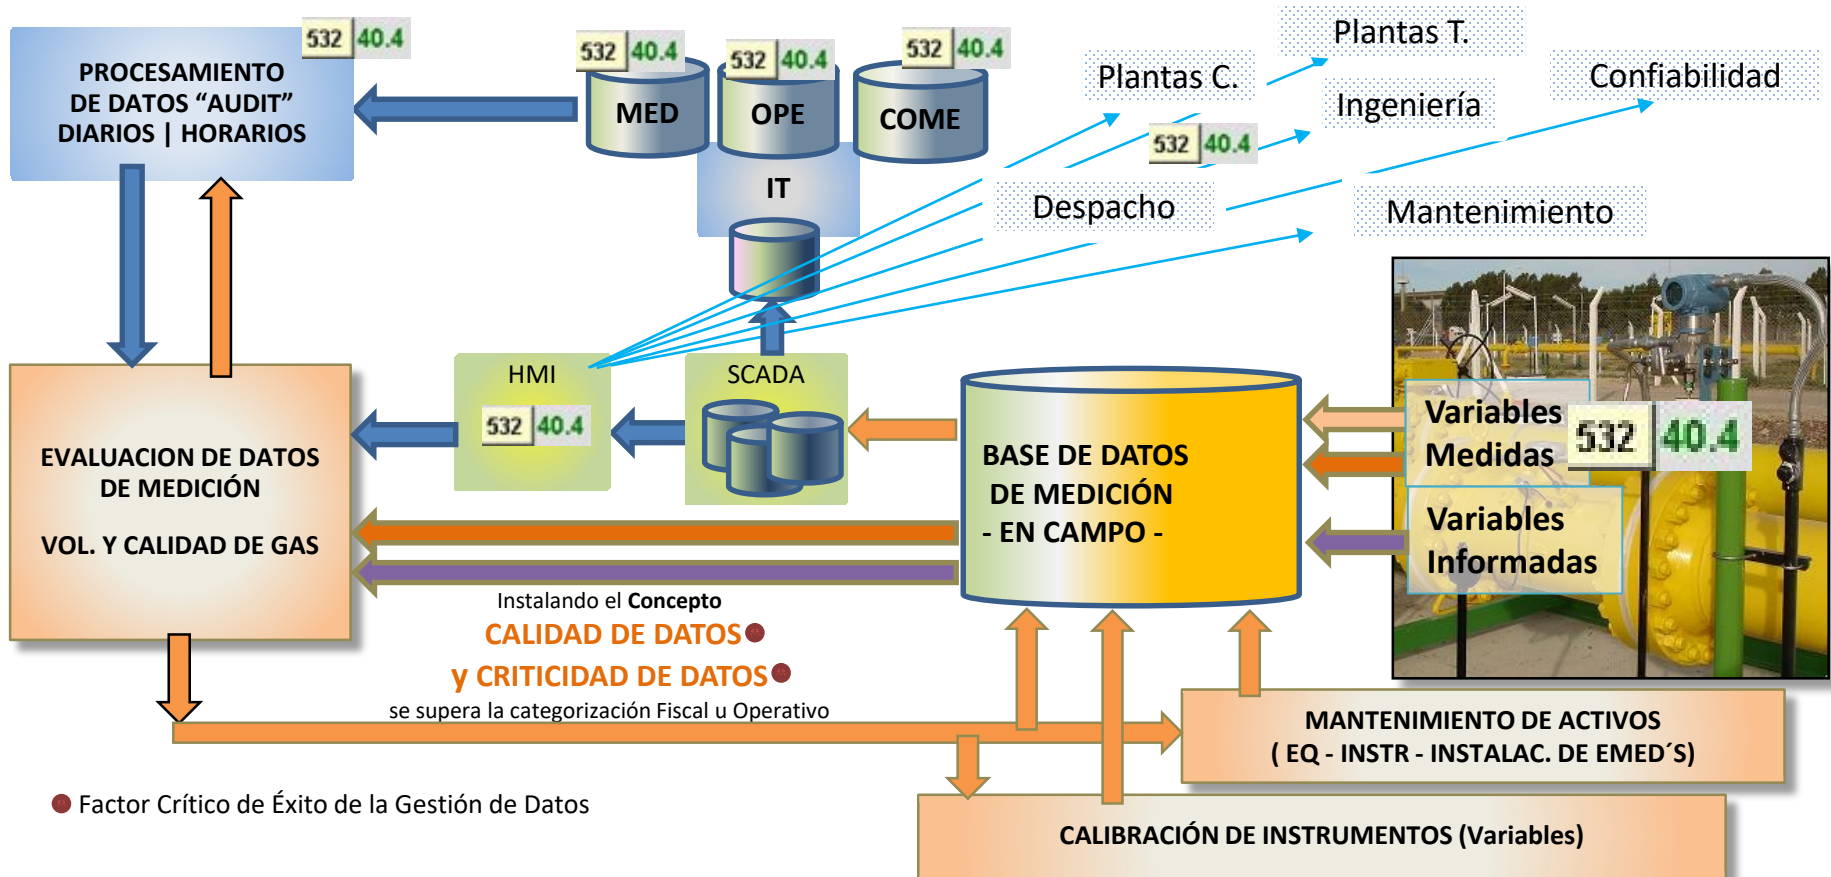 532 40.4
PROCESAMIENTO
DE DATOS “AUDIT”
DIARIOS | HORARIOS
532 40.4
MED
532 40.4
OPE
532 40.4
COME
IT
Plantas T.
Plantas C.
Confiabilidad
Ingeniería
532 40.4
Despacho
Mantenimiento
HMI
532 40.4
SCADA
EVALUACION DE DATOS
DE MEDICIÓN
VOL. Y CALIDAD DE GAS
BASE DE DATOS
DE MEDICIÓN
- EN CAMPO -
Variables
Medidas
532 40.4
Variables
Informadas
Instalando el Concepto
CALIDAD DE DATOS
y CRITICIDAD DE DATOS
se supera la categorización Fiscal u Operativo
MANTENIMIENTO DE ACTIVOS
( EQ - INSTR - INSTALAC. DE EMED´S)
Factor Crítico de Éxito de la Gestión de Datos
CALIBRACIÓN DE INSTRUMENTOS (Variables)